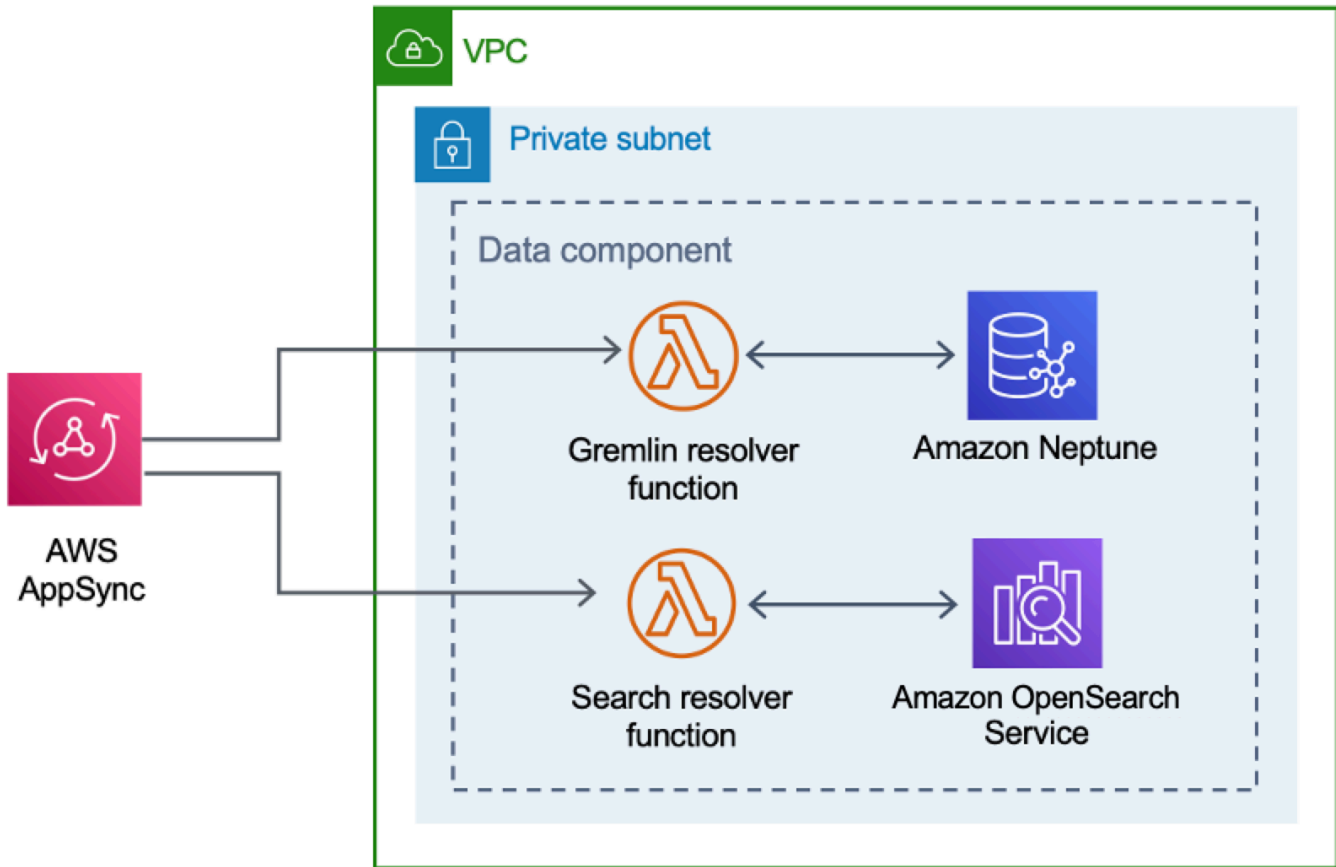 VPC
Private subnet
Data component
Gremlin resolver
function
Amazon Neptune
AWS
AppSync
Search resolver
function
Amazon OpenSearch
Service